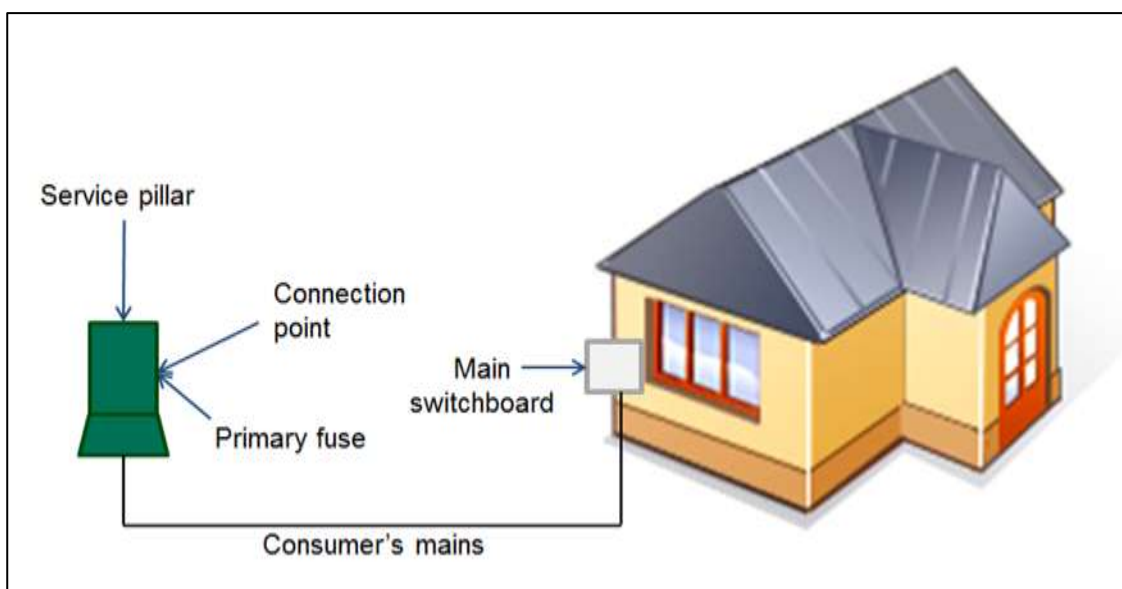 Service pillar
Connection
point
Main
switchboard
Primary fuse
Consumer's mains